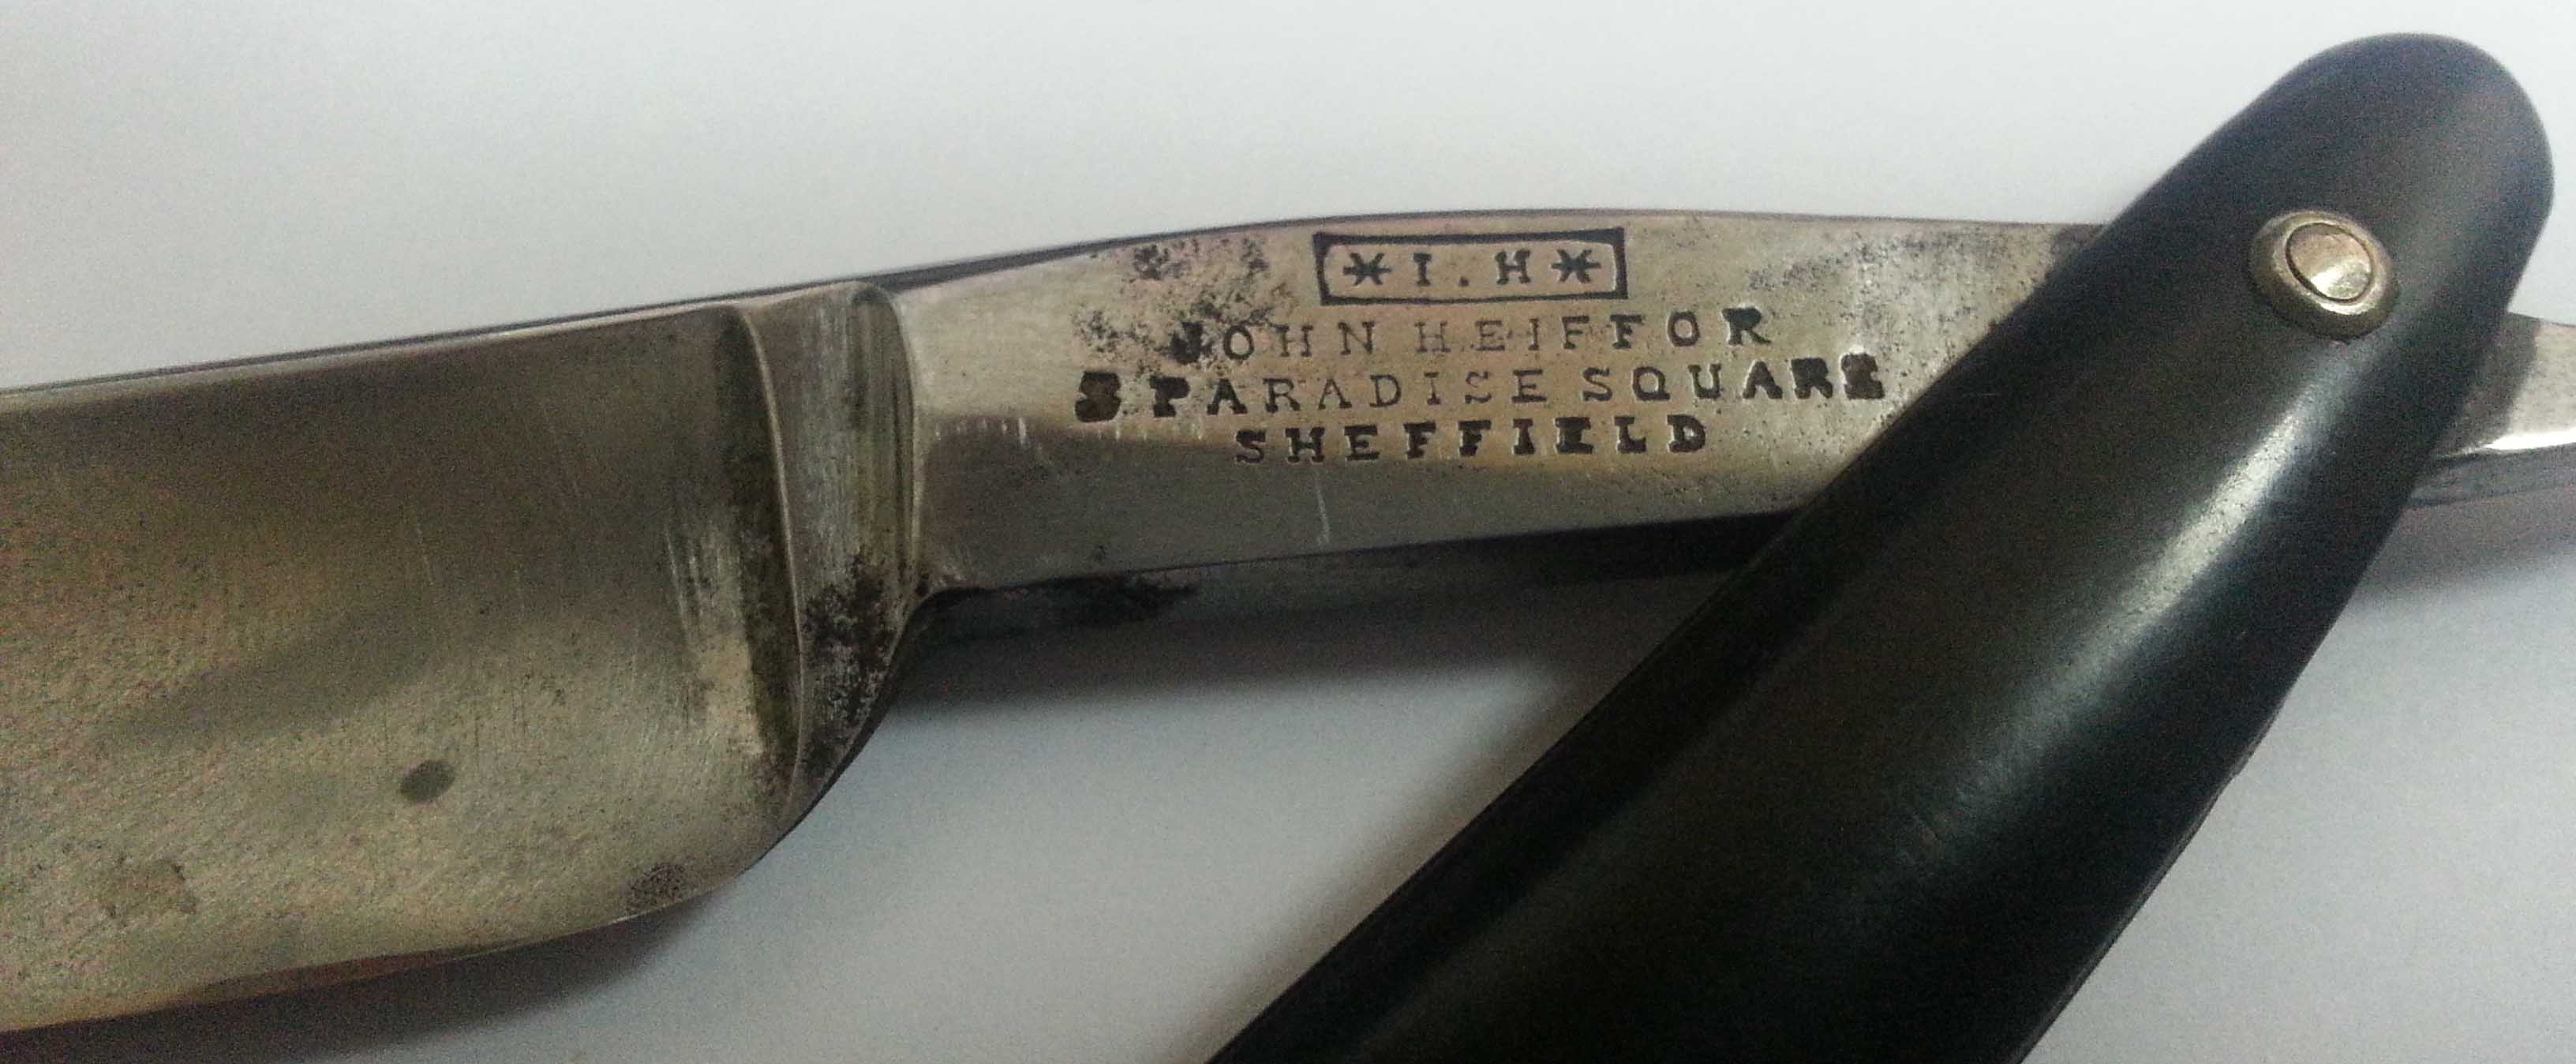 *I.H*
JOHN HEIFFOR
3 PARADISE SQUARE
SHEFFIELD